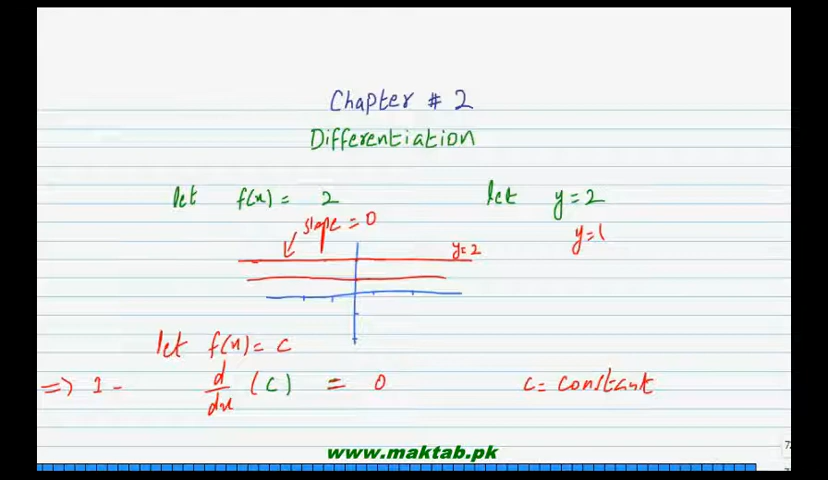 Chapter # 2
Differentiation
let f(x) = 2 let y = 2
slope = 0 y = 1
y = 2
let f(x) = c
=> 1 - d/dx (c) = 0 c = constant
www.maktab.pk